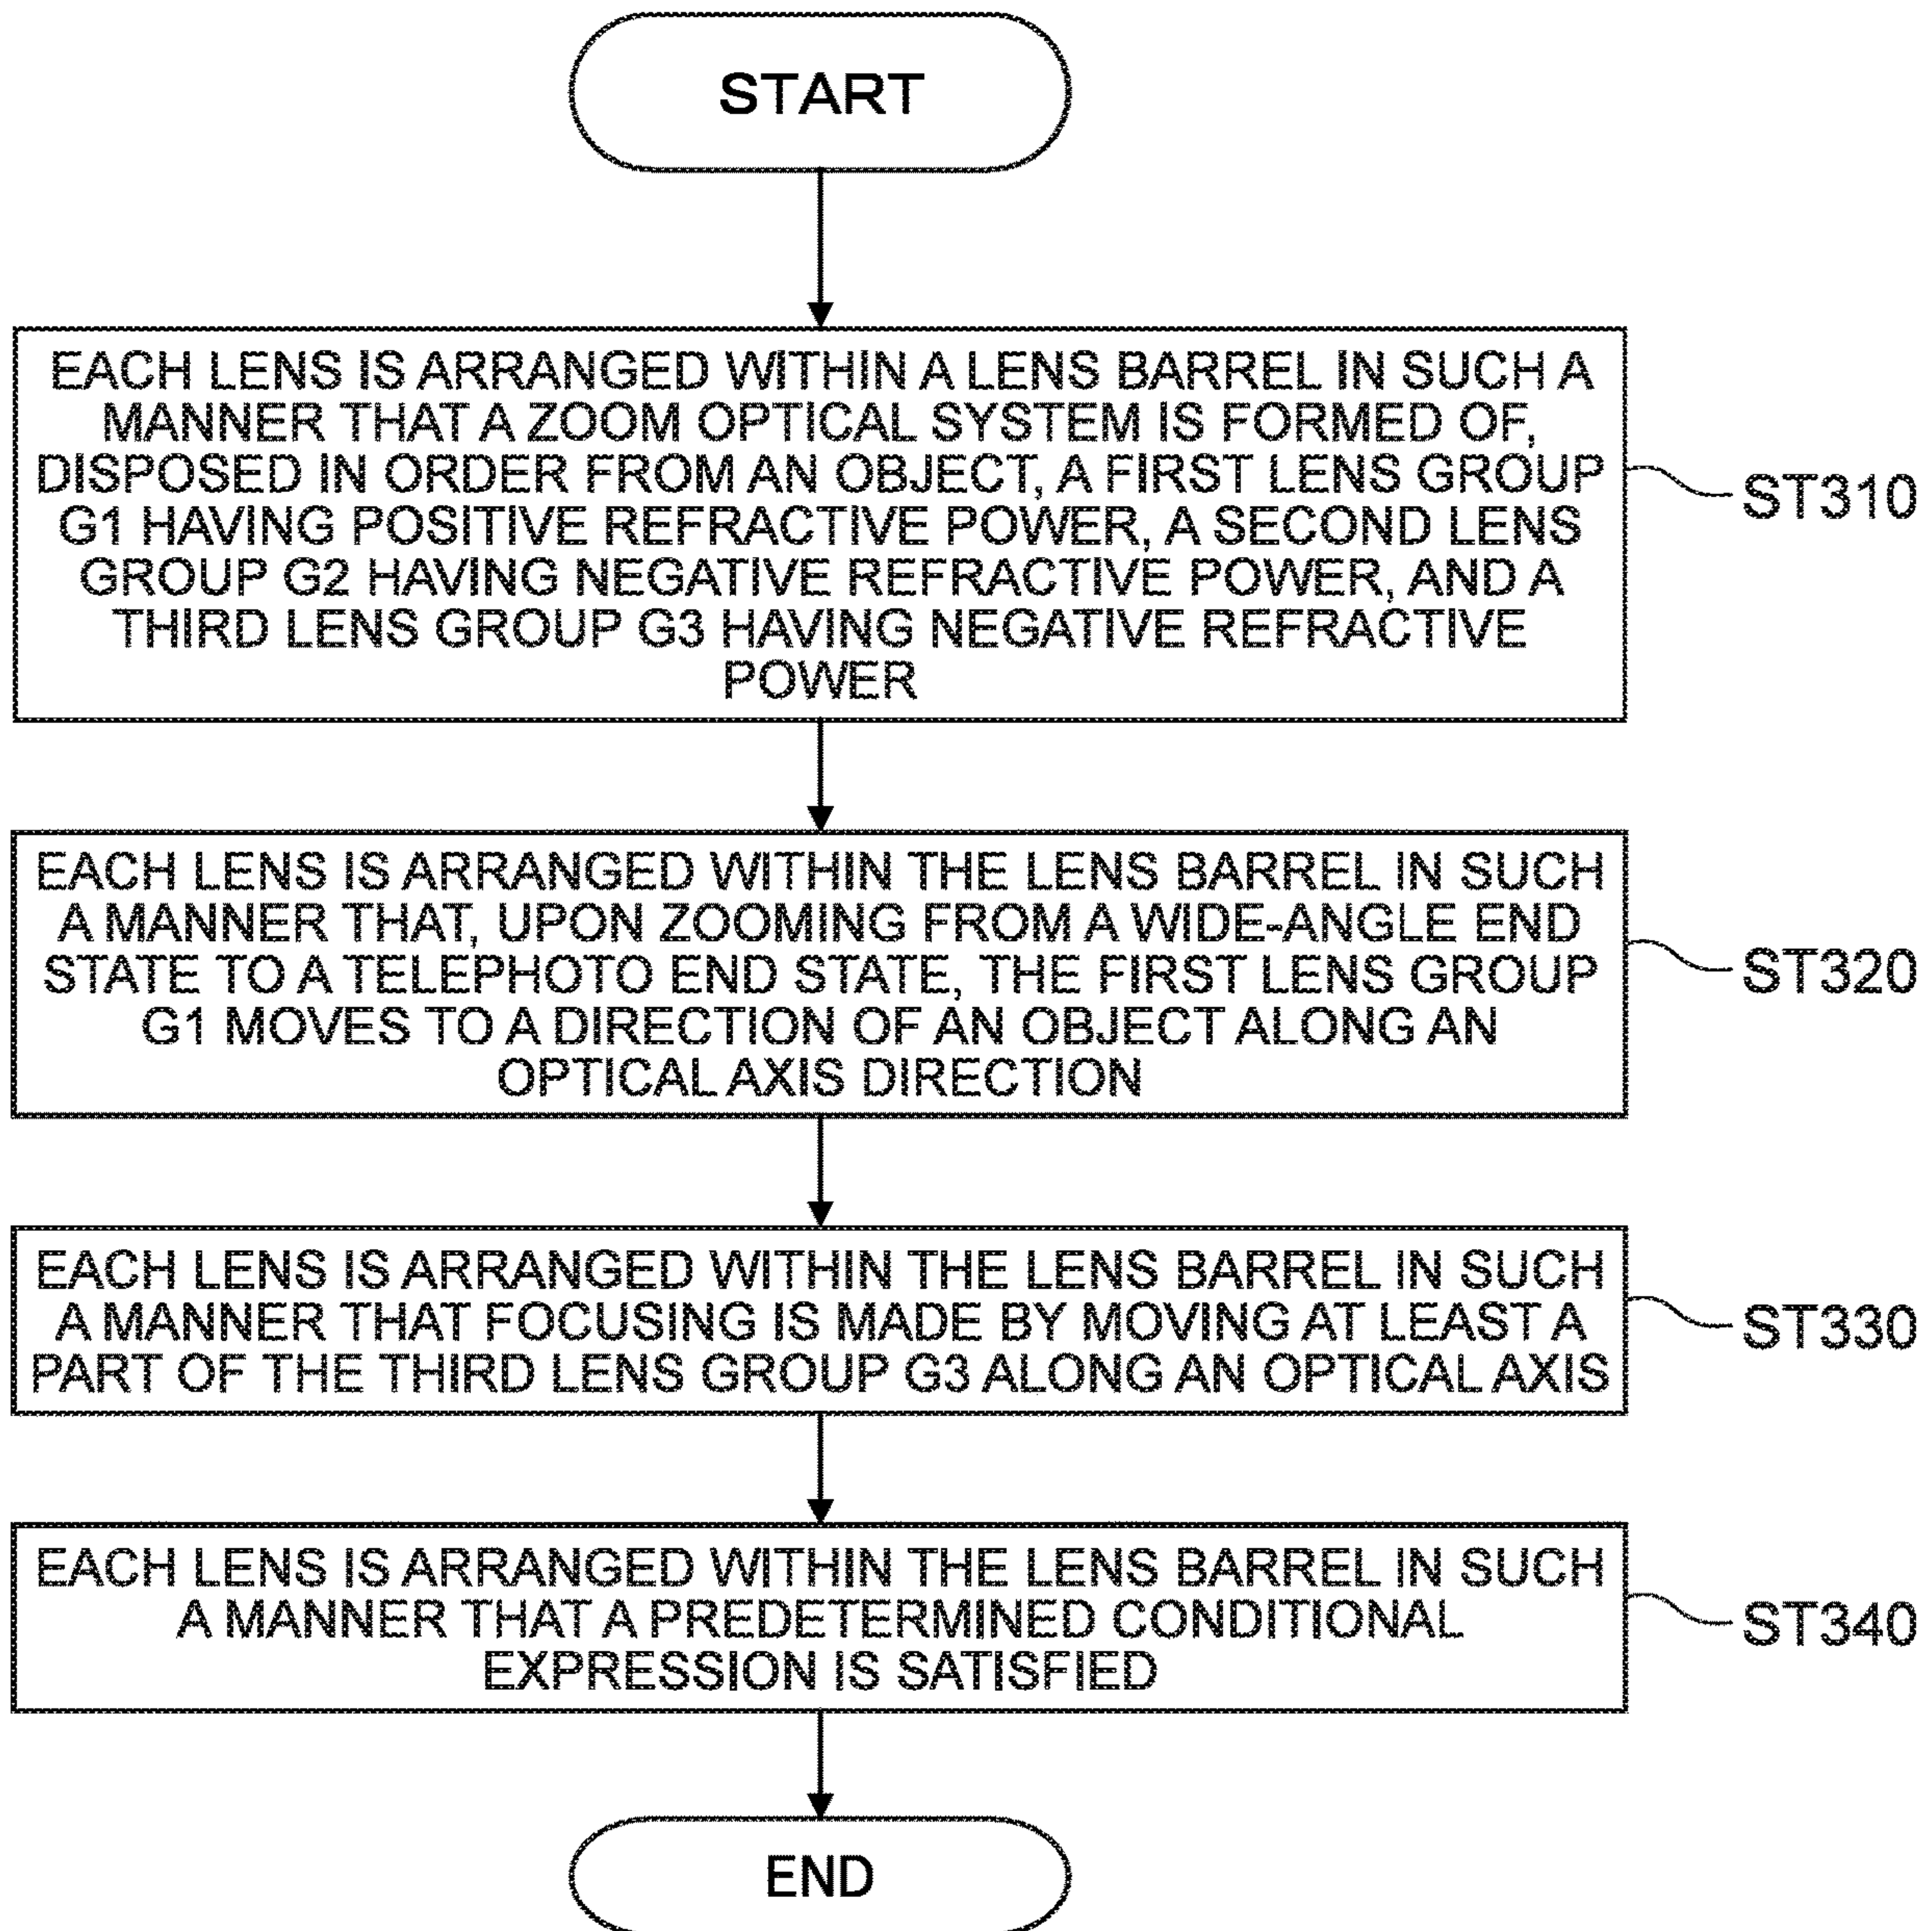 START
EACH LENS IS ARRANGED WITHIN A LENS BARREL IN SUCH A
MANNER THAT A ZOOM OPTICAL SYSTEM IS FORMED OF,
DISPOSED IN ORDER FROM AN OBJECT, A FIRST LENS GROUP
G1 HAVING POSITIVE REFRACTIVE POWER, A SECOND LENS
GROUP G2 HAVING NEGATIVE REFRACTIVE POWER, AND A
THIRD LENS GROUP G3 HAVING NEGATIVE REFRACTIVE
POWER
ST310
EACH LENS IS ARRANGED WITHIN THE LENS BARREL IN SUCH
A MANNER THAT, UPON ZOOMING FROM A WIDE-ANGLE END
STATE TO A TELEPHOTO END STATE, THE FIRST LENS GROUP
G1 MOVES TO A DIRECTION OF AN OBJECT ALONG AN
OPTICAL AXIS DIRECTION
ST320
EACH LENS IS ARRANGED WITHIN THE LENS BARREL IN SUCH
A MANNER THAT FOCUSING IS MADE BY MOVING AT LEAST A
PART OF THE THIRD LENS GROUP G3 ALONG AN OPTICAL AXIS
ST330
EACH LENS IS ARRANGED WITHIN THE LENS BARREL IN SUCH
A MANNER THAT A PREDETERMINED CONDITIONAL
EXPRESSION IS SATISFIED
ST340
END